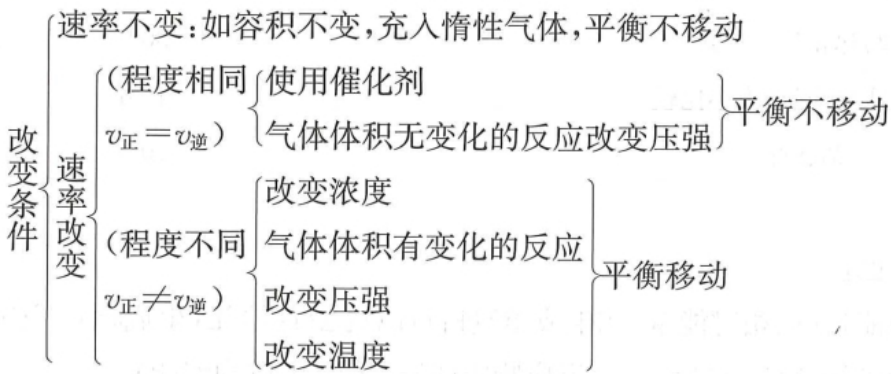 速率不变:如容积不变,充入惰性气体,平衡不移动
改变条件
速率改变
(程度相同
v正=v逆)
使用催化剂
气体体积无变化的反应改变压强
平衡不移动
(程度不同
v正≠v逆)
改变浓度
气体体积有变化的反应
改变压强
改变温度
平衡移动